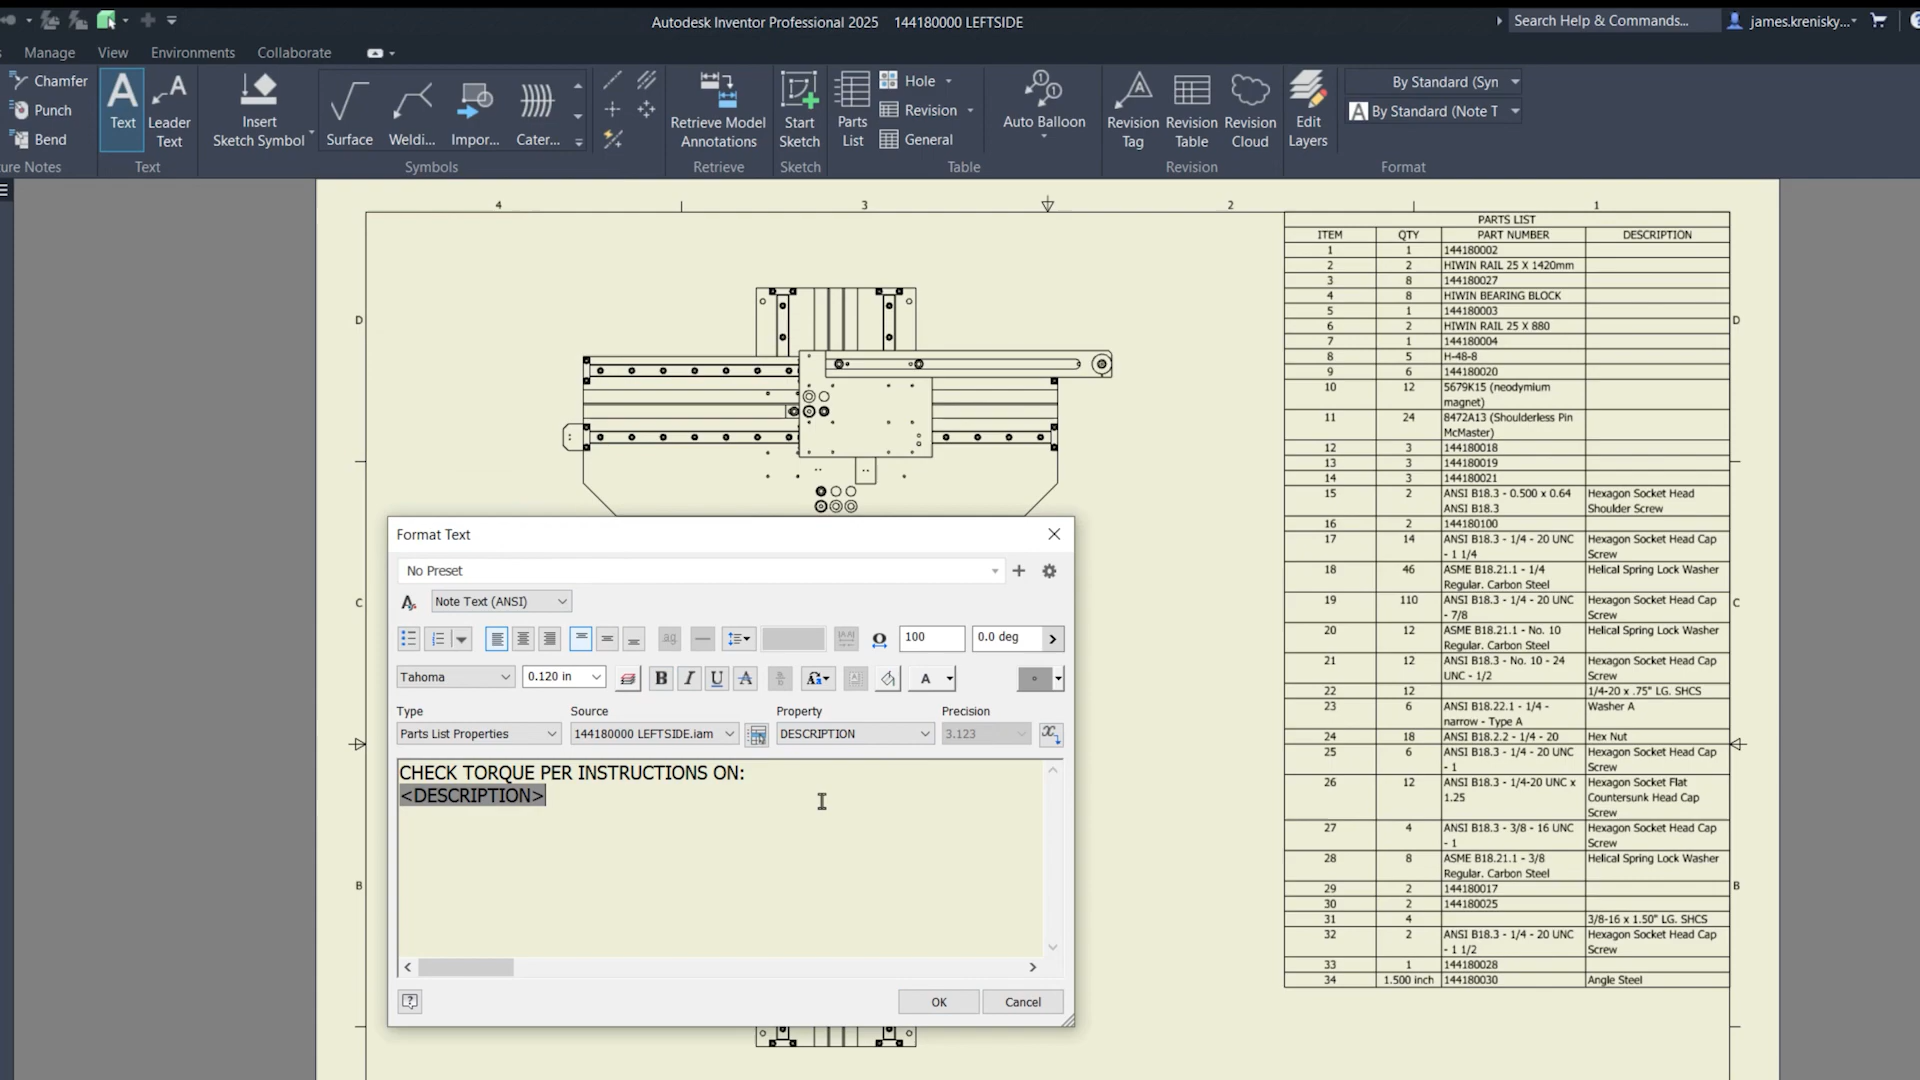 Autodesk Inventor Professional 2025 144180000 LEFTSIDE
Search Help & Commands...
james.krenisky...
Manage View Environments Collaborate
Chamfer
Punch
Bend
Text
Leader Text
Insert Sketch Symbol
Surface
Weldi...
Impor...
Cater...
Retrieve Model Annotations
Start Sketch
Parts List
Hole
Revision
General
Auto Balloon
Revision Tag
Revision Table
Revision Cloud
Edit Layers
By Standard (Syn
By Standard (Note T
ure Notes Text Symbols Retrieve Sketch Table Revision Format
4 3 2 1
D
C
B
D
C
B
PARTS LIST
ITEM QTY PART NUMBER DESCRIPTION
1 1 144180002
2 2 HIWIN RAIL 25 X 1420mm
3 8 144180027
4 8 HIWIN BEARING BLOCK
5 1 144180003
6 2 HIWIN RAIL 25 X 880
7 1 144180004
8 5 H-48-8
9 6 144180020
10 12 5679K15 (neodymium
magnet)
11 24 8472A13 (Shoulderless Pin
McMaster)
12 3 144180018
13 3 144180019
14 3 144180021
15 2 ANSI B18.3 - 0.500 x 0.64 Hexagon Socket Head
ANSI B18.3 Shoulder Screw
16 2 144180100
17 14 ANSI B18.3 - 1/4 - 20 UNC Hexagon Socket Head Cap
- 1 1/4 Screw
18 46 ASME B18.21.1 - 1/4 Helical Spring Lock Washer
Regular. Carbon Steel
19 110 ANSI B18.3 - 1/4 - 20 UNC Hexagon Socket Head Cap
- 7/8 Screw
20 12 ASME B18.21.1 - No. 10 Helical Spring Lock Washer
Regular. Carbon Steel
21 12 ANSI B18.3 - No. 10 - 24 Hexagon Socket Head Cap
UNC - 1/2 Screw
22 12 1/4-20 x .75" LG. SHCS
23 6 ANSI B18.22.1 - 1/4 - Washer A
narrow - Type A
24 18 ANSI B18.2.2 - 1/4 - 20 Hex Nut
25 6 ANSI B18.3 - 1/4 - 20 UNC Hexagon Socket Head Cap
- 1 Screw
26 12 ANSI B18.3 - 1/4-20 UNC x Hexagon Socket Flat
1.25 Countersunk Head Cap
Screw
27 4 ANSI B18.3 - 3/8 - 16 UNC Hexagon Socket Head Cap
- 1 Screw
28 8 ASME B18.21.1 - 3/8 Helical Spring Lock Washer
Regular. Carbon Steel
29 2 144180017
30 2 144180025
31 4 3/8-16 x 1.50" LG. SHCS
32 2 ANSI B18.3 - 1/4 - 20 UNC Hexagon Socket Head Cap
- 1 1/2 Screw
33 1 144180028
34 1.500 inch 144180030 Angle Steel
Format Text
No Preset
Note Text (ANSI)
100 0.0 deg
Tahoma 0.120 in B I U A A
Type Source Property Precision
Parts List Properties 144180000 LEFTSIDE.iam DESCRIPTION 3.123
CHECK TORQUE PER INSTRUCTIONS ON:
<DESCRIPTION>
OK Cancel